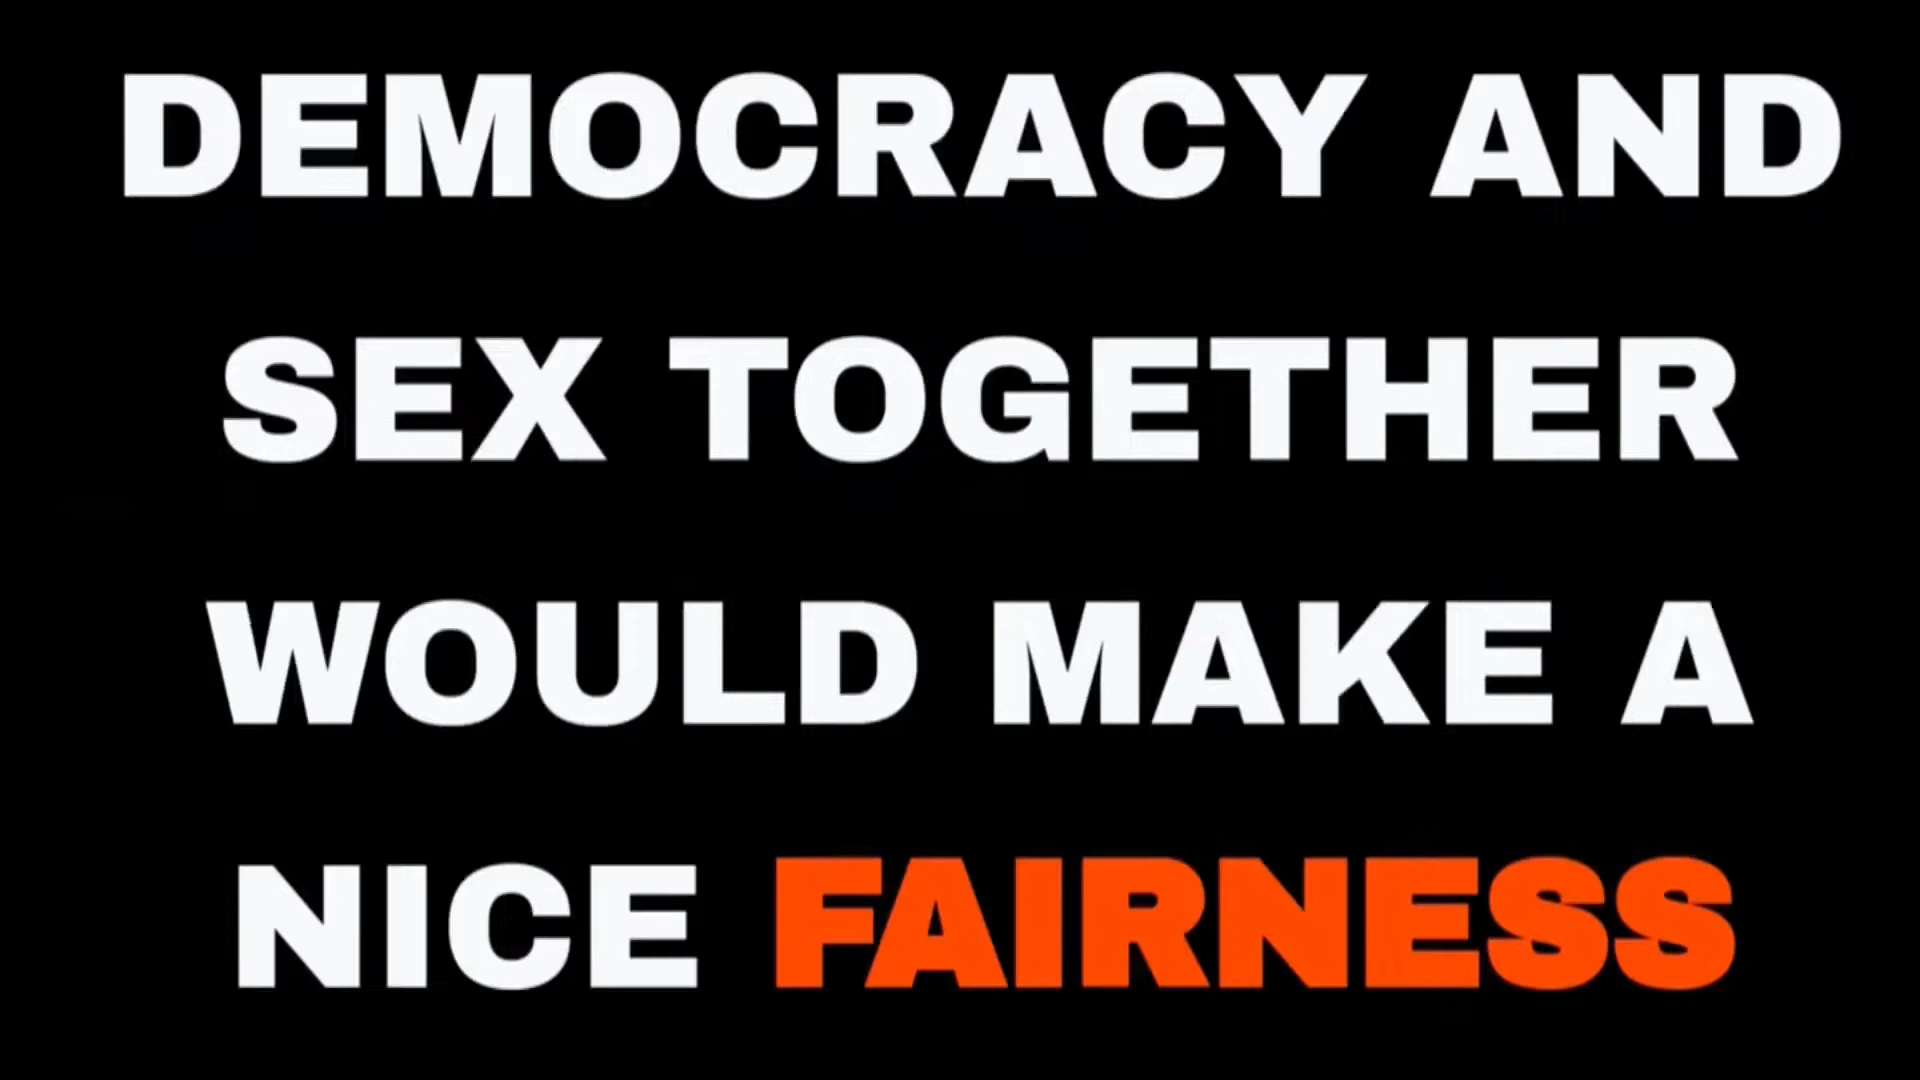 DEMOCRACY AND
SEX TOGETHER
WOULD MAKE A
NICE FAIRNESS